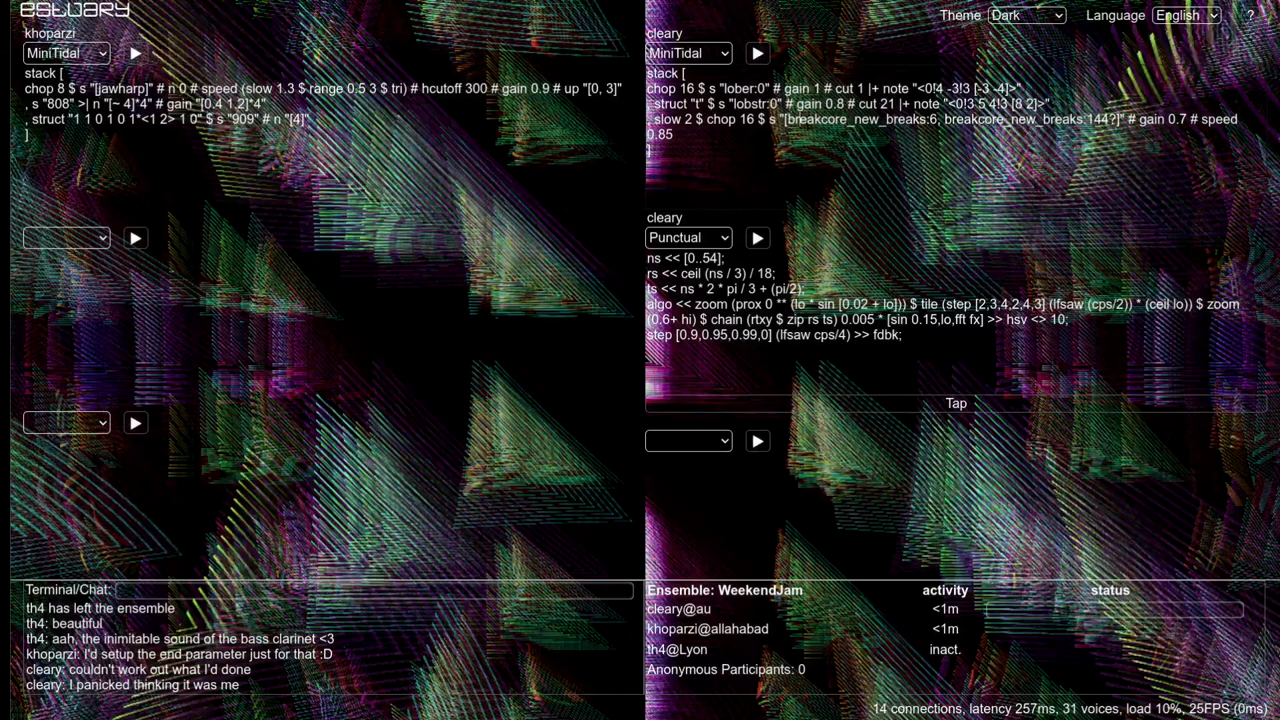 estuary
Theme Dark Language English ?
khoparzi
MiniTidal
stack [
chop 8 $ s "[jawharp]" # n 0 # speed (slow 1.3 $ range 0.5 3 $ tri) # hcutoff 300 # gain 0.9 # up "[0, 3]"
, s "808" >| n "[~ 4]*4" # gain "[0.4 1.2]*4"
, struct "1 1 0 1 0 1*<1 2> 1 0" $ s "909" # n "[4]"
]
cleary
MiniTidal
stack [
chop 16 $ s "lober:0" # gain 1 # cut 1 |+ note "<0!4 -3!3 [-3 -4]>"
, struct "t" $ s "lobstr:0" # gain 0.8 # cut 21 |+ note "<0!3 5 4!3 [8 2]>"
, slow 2 $ chop 16 $ s "[breakcore_new_breaks:6, breakcore_new_breaks:144?]" # gain 0.7 # speed
0.85
]
cleary
Punctual
ns << [0..54];
rs << ceil (ns / 3) / 18;
ts << ns * 2 * pi / 3 + (pi/2);
algo << zoom (prox 0 ** (lo * sin [0.02 + lo])) $ tile (step [2,3,4,2,4,3] (lfsaw (cps/2)) * (ceil lo)) $ zoom
(0.6+ hi) $ chain (rtxy $ zip rs ts) 0.005 * [sin 0.15,lo,fft fx] >> hsv <> 10;
step [0.9,0.95,0.99,0] (lfsaw cps/4) >> fdbk;
Tap
Terminal/Chat:
th4 has left the ensemble
th4: beautiful
th4: aah, the inimitable sound of the bass clarinet <3
khoparzi: I'd setup the end parameter just for that :D
cleary: couldn't work out what I'd done
cleary: I panicked thinking it was me
Ensemble: WeekendJam activity status
cleary@au <1m
khoparzi@allahabad <1m
th4@Lyon inact.
Anonymous Participants: 0
14 connections, latency 257ms, 31 voices, load 10%, 25FPS (0ms)